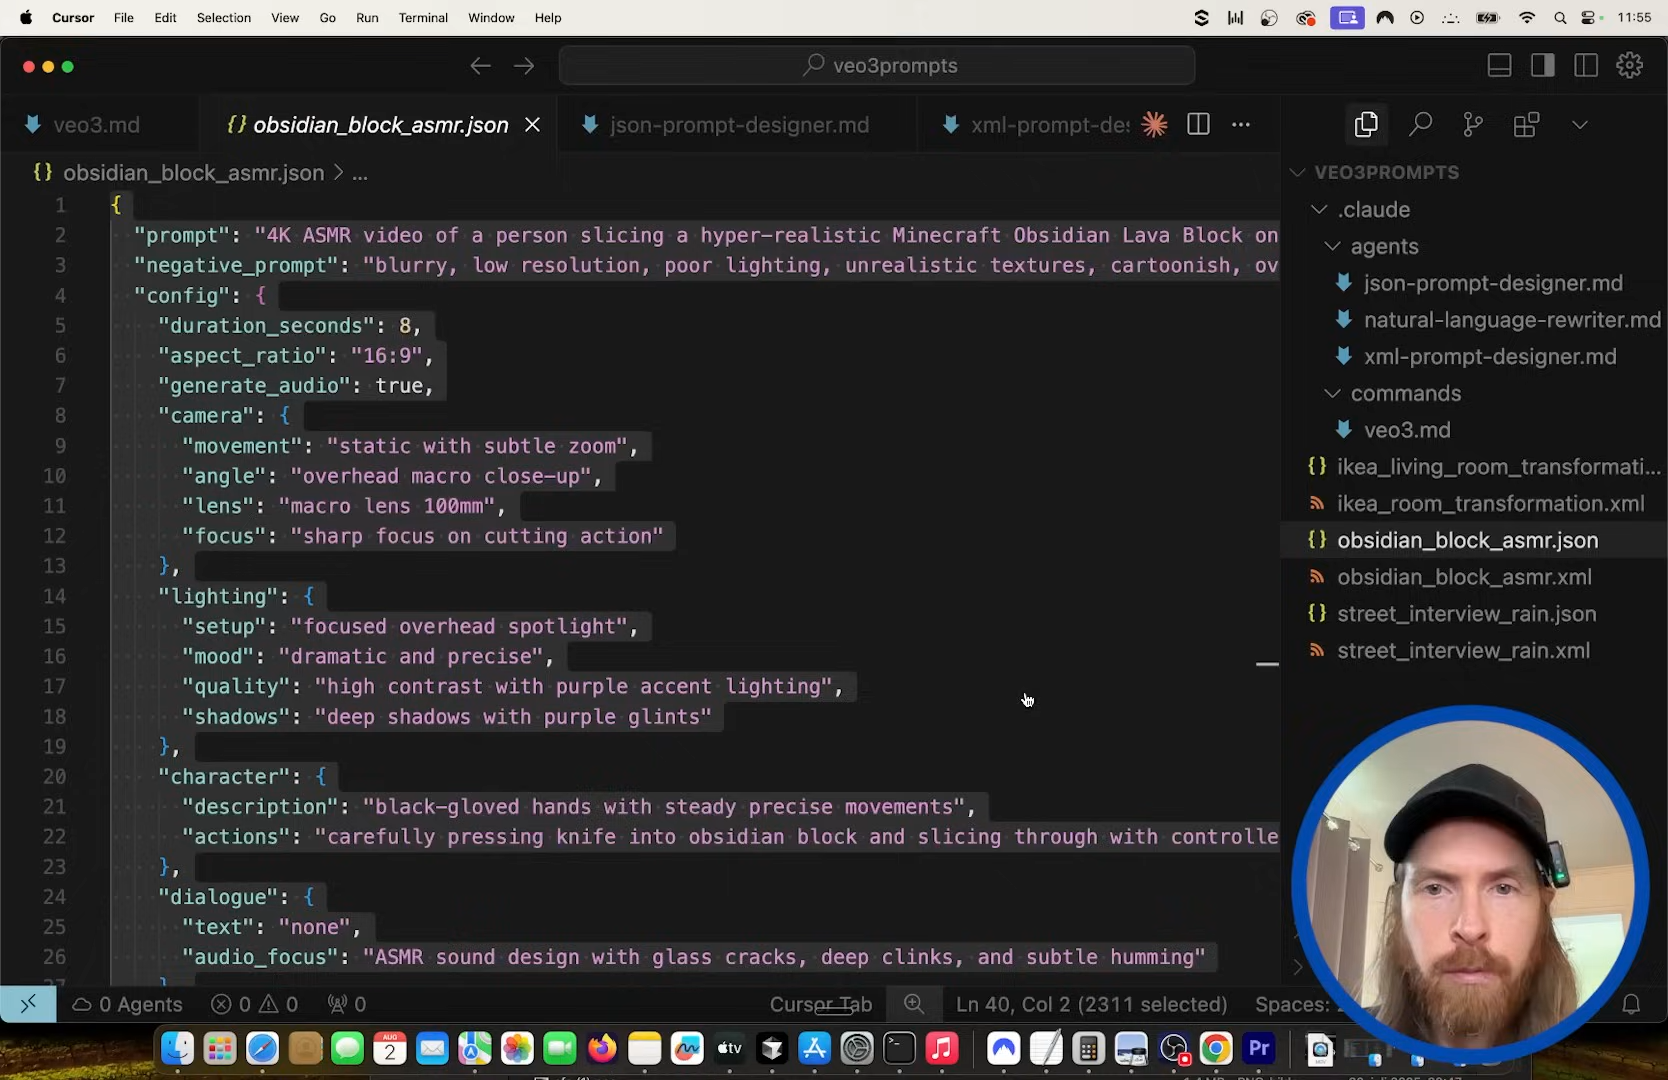 Cursor File Edit Selection View Go Run Terminal Window Help 11:55
veo3prompts
veo3.md {} obsidian_block_asmr.json json-prompt-designer.md xml-prompt-des
{} obsidian_block_asmr.json > ...
VEO3PROMPTS
.claude
agents
json-prompt-designer.md
natural-language-rewriter.md
xml-prompt-designer.md
commands
veo3.md
{} ikea_living_room_transformati...
ikea_room_transformation.xml
{} obsidian_block_asmr.json
obsidian_block_asmr.xml
{} street_interview_rain.json
street_interview_rain.xml
1 {
2 "prompt": "4K ASMR video of a person slicing a hyper-realistic Minecraft Obsidian Lava Block on
3 "negative_prompt": "blurry, low resolution, poor lighting, unrealistic textures, cartoonish, ov
4 "config": {
5 "duration_seconds": 8,
6 "aspect_ratio": "16:9",
7 "generate_audio": true,
8 "camera": {
9 "movement": "static with subtle zoom",
10 "angle": "overhead macro close-up",
11 "lens": "macro lens 100mm",
12 "focus": "sharp focus on cutting action"
13 },
14 "lighting": {
15 "setup": "focused overhead spotlight",
16 "mood": "dramatic and precise",
17 "quality": "high contrast with purple accent lighting",
18 "shadows": "deep shadows with purple glints"
19 },
20 "character": {
21 "description": "black-gloved hands with steady precise movements",
22 "actions": "carefully pressing knife into obsidian block and slicing through with controlle
23 },
24 "dialogue": {
25 "text": "none",
26 "audio_focus": "ASMR sound design with glass cracks, deep clinks, and subtle humming"
0 Agents 0 0 0 Cursor Tab Ln 40, Col 2 (2311 selected) Spaces:
AUG
2
tv
Pr